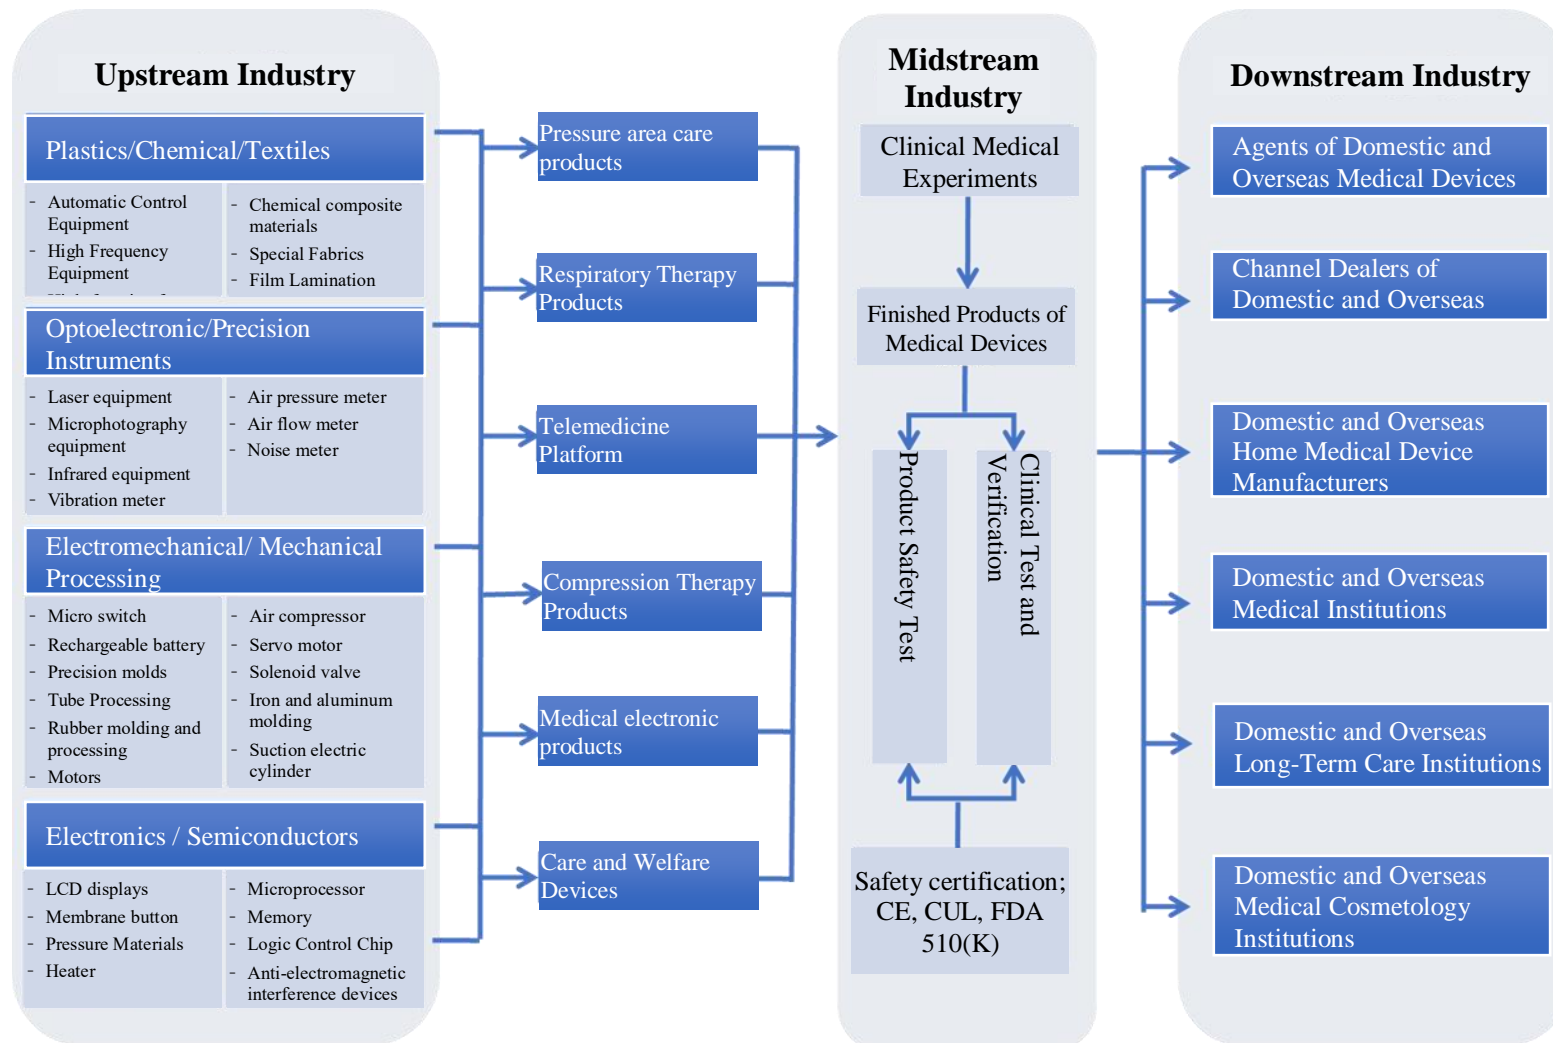 Upstream Industry
Plastics/Chemical/Textiles
- Automatic Control
Equipment
- High Frequency
Equipment
- Chemical composite
materials
- Special Fabrics
- Film Lamination
Optoelectronic/Precision
Instruments
- Laser equipment
- Microphotography
equipment
- Infrared equipment
- Vibration meter
- Air pressure meter
- Air flow meter
- Noise meter
Electromechanical/ Mechanical
Processing
- Micro switch
- Rechargeable battery
- Precision molds
- Tube Processing
- Rubber molding and
processing
- Motors
- Air compressor
- Servo motor
- Solenoid valve
- Iron and aluminum
molding
- Suction electric
cylinder
Electronics / Semiconductors
- LCD displays
- Membrane button
- Pressure Materials
- Heater
- Microprocessor
- Memory
- Logic Control Chip
- Anti-electromagnetic
interference devices
Pressure area care
products
Respiratory Therapy
Products
Telemedicine
Platform
Compression Therapy
Products
Medical electronic
products
Care and Welfare
Devices
Midstream
Industry
Clinical Medical
Experiments
Finished Products of
Medical Devices
Product Safety Test
Clinical Test and
Verification
Safety certification;
CE, CUL, FDA
510(K)
Downstream Industry
Agents of Domestic and
Overseas Medical Devices
Channel Dealers of
Domestic and Overseas
Domestic and Overseas
Home Medical Device
Manufacturers
Domestic and Overseas
Medical Institutions
Domestic and Overseas
Long-Term Care Institutions
Domestic and Overseas
Medical Cosmetology
Institutions